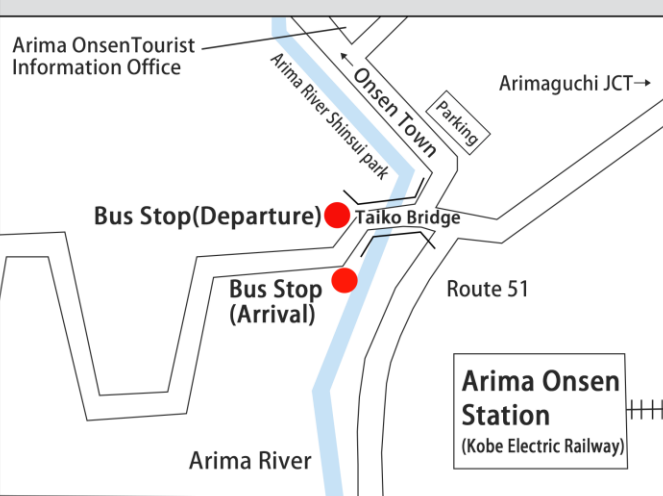 Arima OnsenTourist
Information Office
Arima River Shinsui park
← Onsen Town
Parking
Arimaguchi JCT→
Bus Stop(Departure)
Taiko Bridge
Bus Stop
(Arrival)
Route 51
Arima Onsen
Station
(Kobe Electric Railway)
Arima River